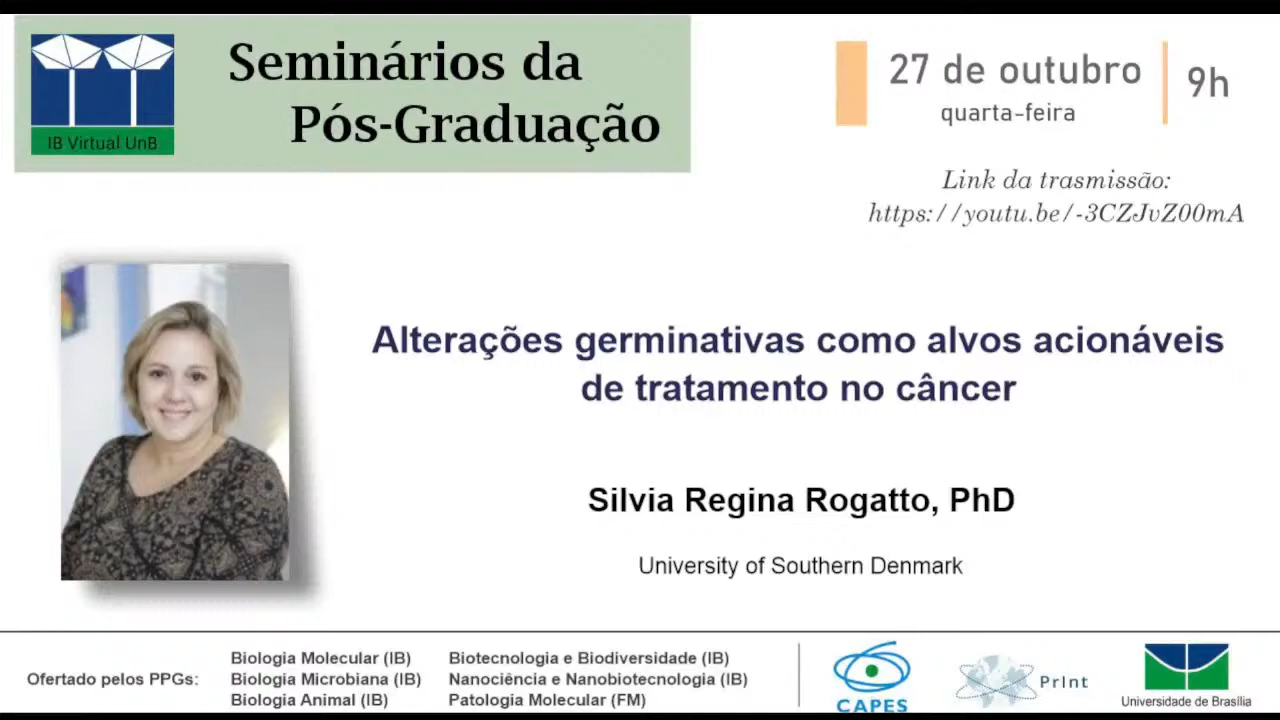 Seminários da
Pós-Graduação
IB Virtual UnB
27 de outubro
quarta-feira
9h
Link da trasmissão:
https://youtu.be/-3CZJvZ00mA
Alterações germinativas como alvos acionáveis
de tratamento no câncer
Silvia Regina Rogatto, PhD
University of Southern Denmark
Ofertado pelos PPGs:
Biologia Molecular (IB)
Biologia Microbiana (IB)
Biologia Animal (IB)
Biotecnologia e Biodiversidade (IB)
Nanociência e Nanobiotecnologia (IB)
Patologia Molecular (FM)
CAPES
PrInt
Universidade de Brasília